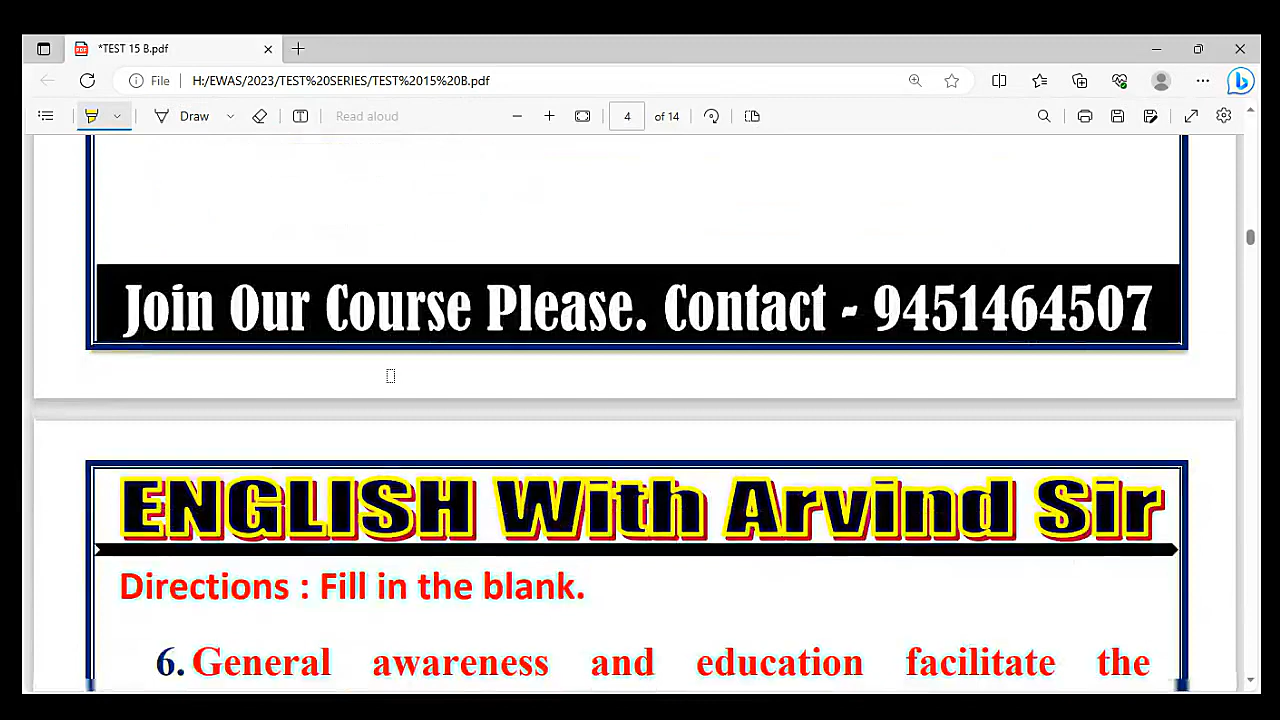 *TEST 15 B.pdf
File H:/EWAS/2023/TEST%20SERIES/TEST%2015%20B.pdf
Draw Read aloud 4 of 14
Join Our Course Please. Contact - 9451464507
ENGLISH With Arvind Sir
Directions : Fill in the blank.
6. General awareness and education facilitate the